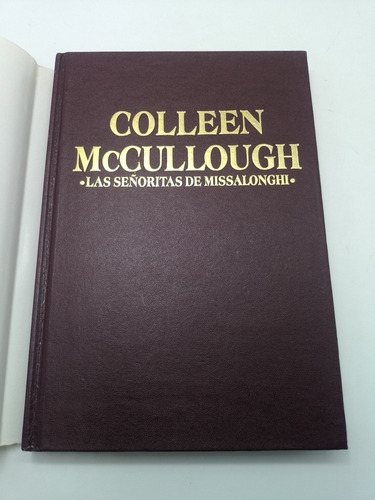 COLLEEN
McCULLOUGH
•LAS SEÑORITAS DE MISSALONGHI•